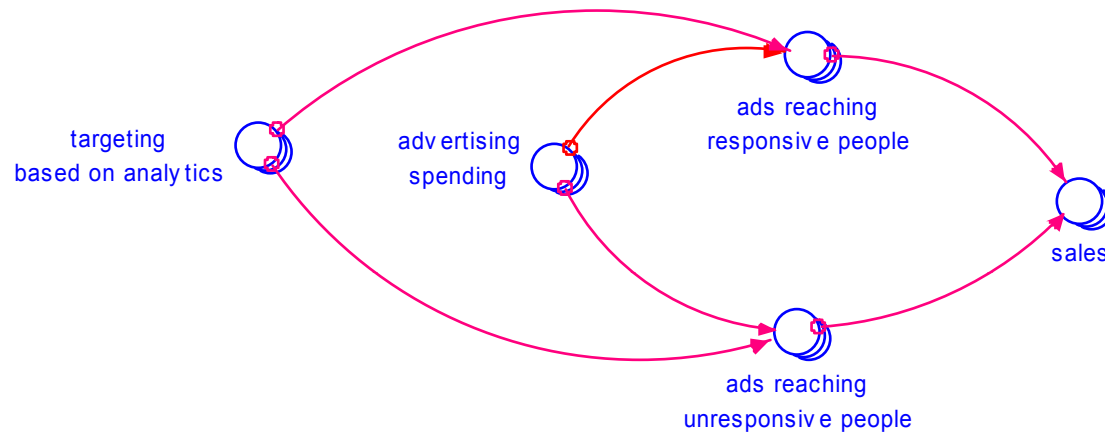 targeting
based on analytics
advertising
spending
ads reaching
responsive people
sales
ads reaching
unresponsive people